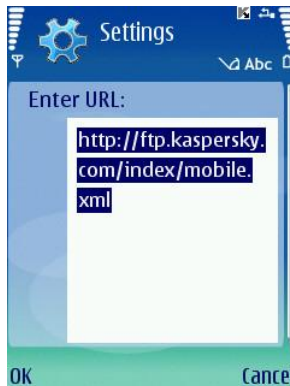 Settings
Abc
Enter URL:
http://ftp.kaspersky.
com/index/mobile.
xml
OK
Cance